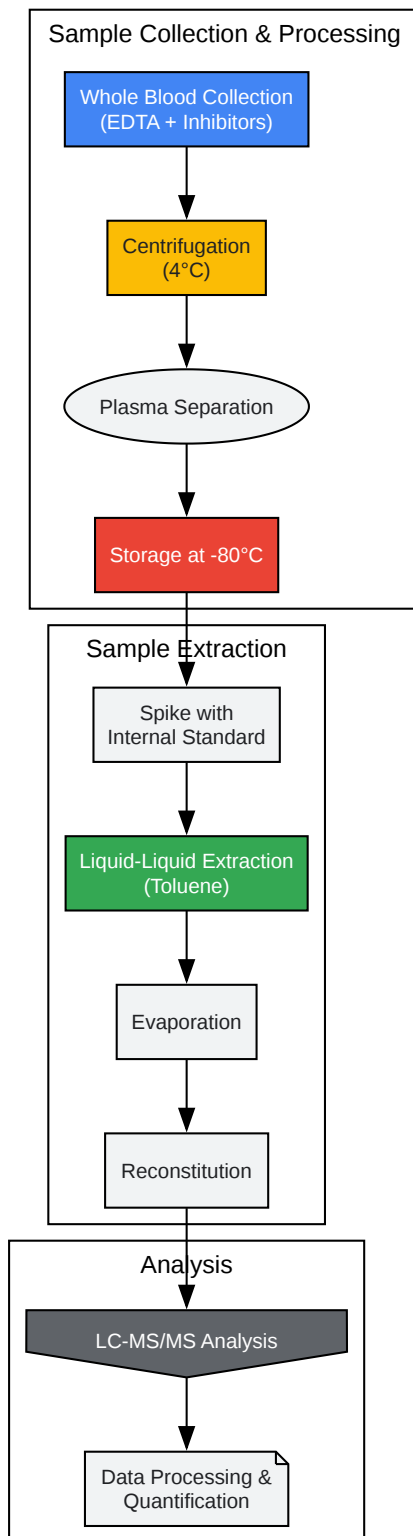 Sample Collection & Processing
Whole Blood Collection
(EDTA + Inhibitors)
Centrifugation
(4°C)
Plasma Separation
Storage at -80°C
Sample Extraction
Spike with
Internal Standard
Liquid-Liquid Extraction
(Toluene)
Evaporation
Reconstitution
Analysis
LC-MS/MS Analysis
Data Processing &
Quantification